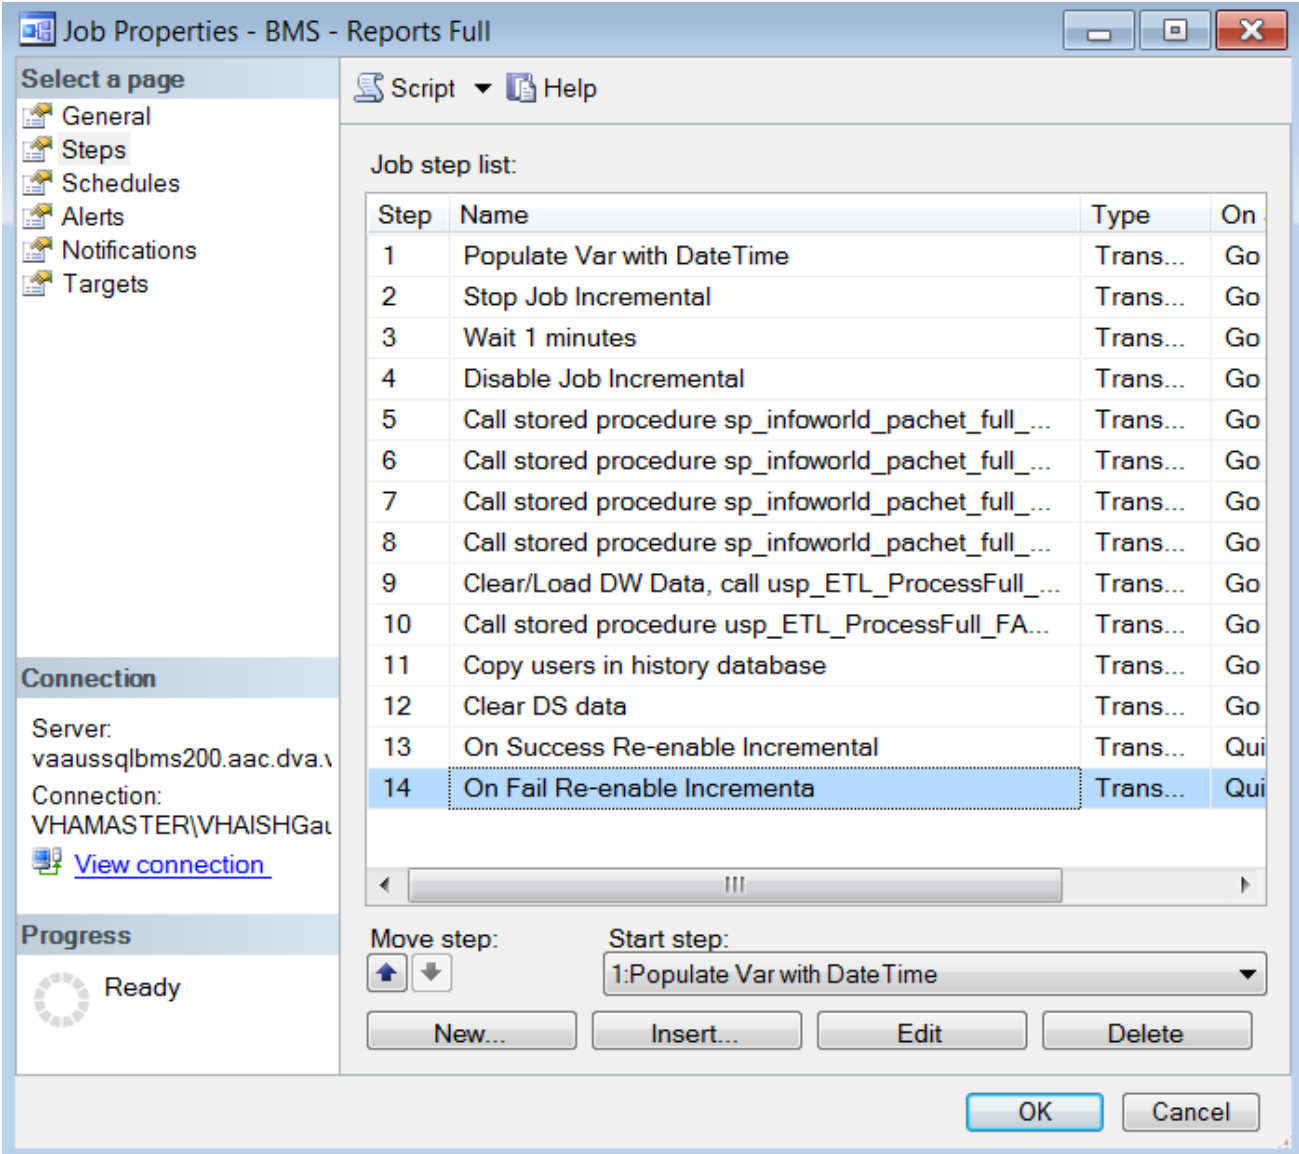 Job Properties - BMS - Reports Full
Select a page
General
Steps
Schedules
Alerts
Notifications
Targets
Connection
Server:
vaaussqlbms200.aac.dva.v
Connection:
VHAMASTER\VHAISHGau
View connection
Progress
Ready
Script Help
Job step list:
Step Name Type On
1 Populate Var with DateTime Trans... Go
2 Stop Job Incremental Trans... Go
3 Wait 1 minutes Trans... Go
4 Disable Job Incremental Trans... Go
5 Call stored procedure sp_infoworld_pachet_full_... Trans... Go
6 Call stored procedure sp_infoworld_pachet_full_... Trans... Go
7 Call stored procedure sp_infoworld_pachet_full_... Trans... Go
8 Call stored procedure sp_infoworld_pachet_full_... Trans... Go
9 Clear/Load DW Data, call usp_ETL_ProcessFull_... Trans... Go
10 Call stored procedure usp_ETL_ProcessFull_FA... Trans... Go
11 Copy users in history database Trans... Go
12 Clear DS data Trans... Go
13 On Success Re-enable Incremental Trans... Qui
14 On Fail Re-enable Incrementa Trans... Qui
Move step: Start step:
1:Populate Var with DateTime
New... Insert... Edit Delete
OK Cancel